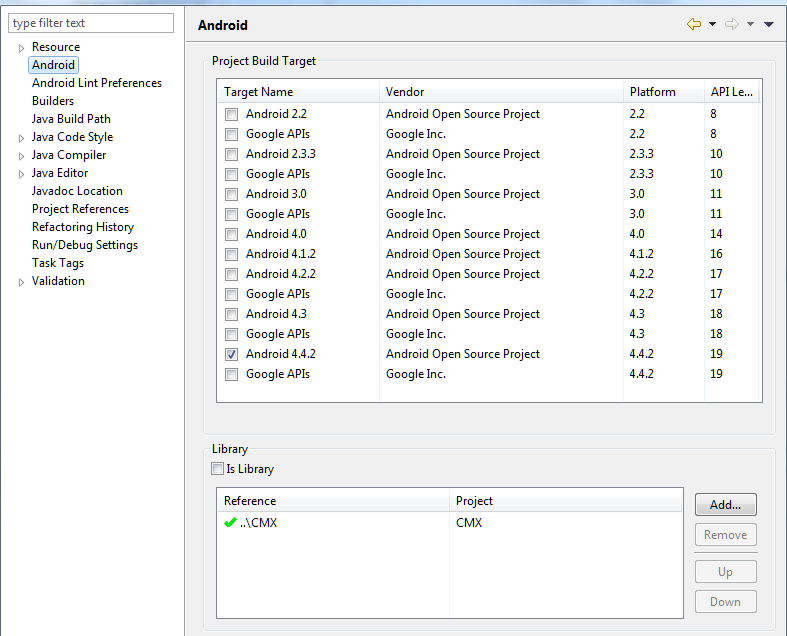 type filter text
Resource
Android
Android Lint Preferences
Builders
Java Build Path
Java Code Style
Java Compiler
Java Editor
Javadoc Location
Project References
Refactoring History
Run/Debug Settings
Task Tags
Validation
Android
Project Build Target
Target Name Vendor Platform API Le...
Android 2.2 Android Open Source Project 2.2 8
Google APIs Google Inc. 2.2 8
Android 2.3.3 Android Open Source Project 2.3.3 10
Google APIs Google Inc. 2.3.3 10
Android 3.0 Android Open Source Project 3.0 11
Google APIs Google Inc. 3.0 11
Android 4.0 Android Open Source Project 4.0 14
Android 4.1.2 Android Open Source Project 4.1.2 16
Android 4.2.2 Android Open Source Project 4.2.2 17
Google APIs Google Inc. 4.2.2 17
Android 4.3 Android Open Source Project 4.3 18
Google APIs Google Inc. 4.3 18
Android 4.4.2 Android Open Source Project 4.4.2 19
Google APIs Google Inc. 4.4.2 19
Library
Is Library
Reference Project
..\CMX CMX
Add...
Remove
Up
Down